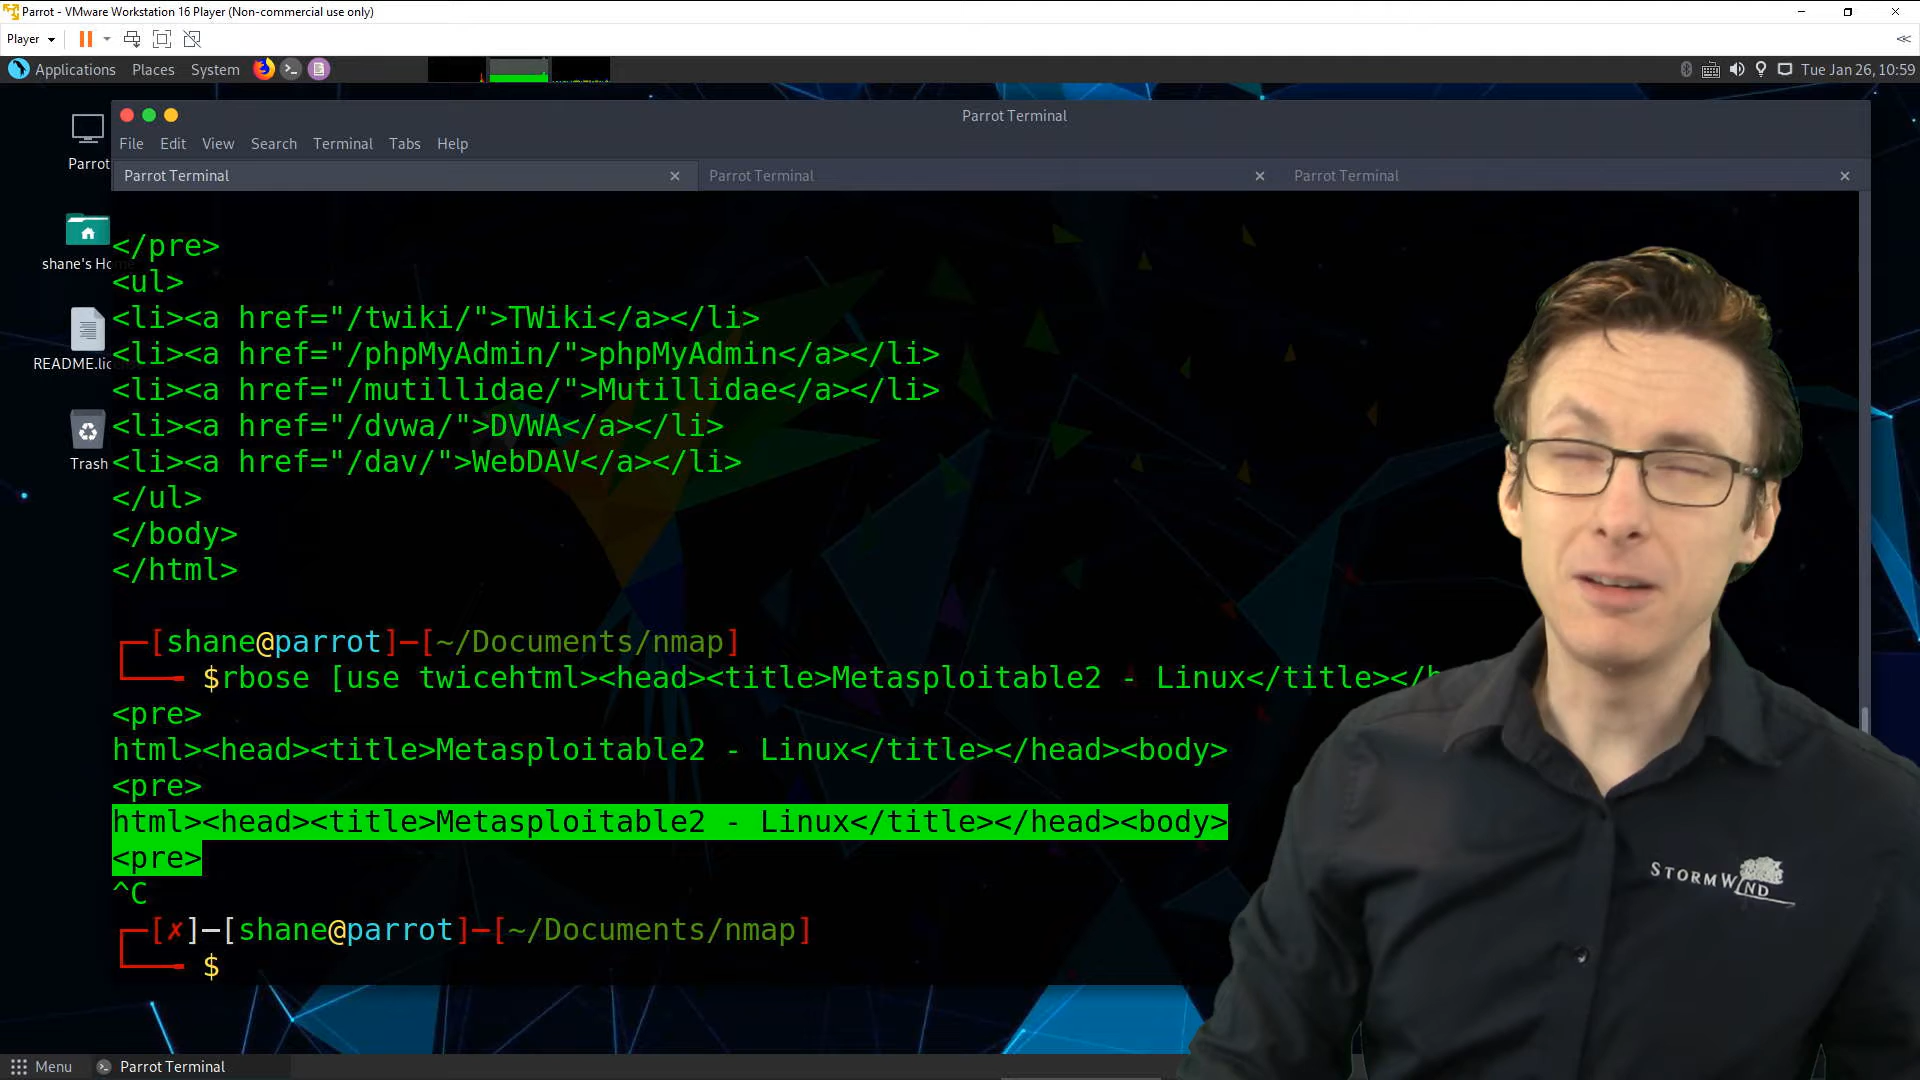 Parrot - VMware Workstation 16 Player (Non-commercial use only)
Player
Applications Places System
Tue Jan 26, 10:59
Parrot Terminal
File Edit View Search Terminal Tabs Help
Parrot Terminal
Parrot Terminal
Parrot Terminal
Parrot
shane's Ho
README.lic
Trash
</pre>
<ul>
<li><a href="/twiki/">TWiki</a></li>
<li><a href="/phpMyAdmin/">phpMyAdmin</a></li>
<li><a href="/mutillidae/">Mutillidae</a></li>
<li><a href="/dvwa/">DVWA</a></li>
<li><a href="/dav/">WebDAV</a></li>
</ul>
</body>
</html>
[shane@parrot]─[~/Documents/nmap]
$rbose [use twicehtml><head><title>Metasploitable2 - Linux</title></h
<pre>
html><head><title>Metasploitable2 - Linux</title></head><body>
<pre>
html><head><title>Metasploitable2 - Linux</title></head><body>
<pre>
^C
[✗]─[shane@parrot]─[~/Documents/nmap]
$
STORMWIND
Menu
Parrot Terminal